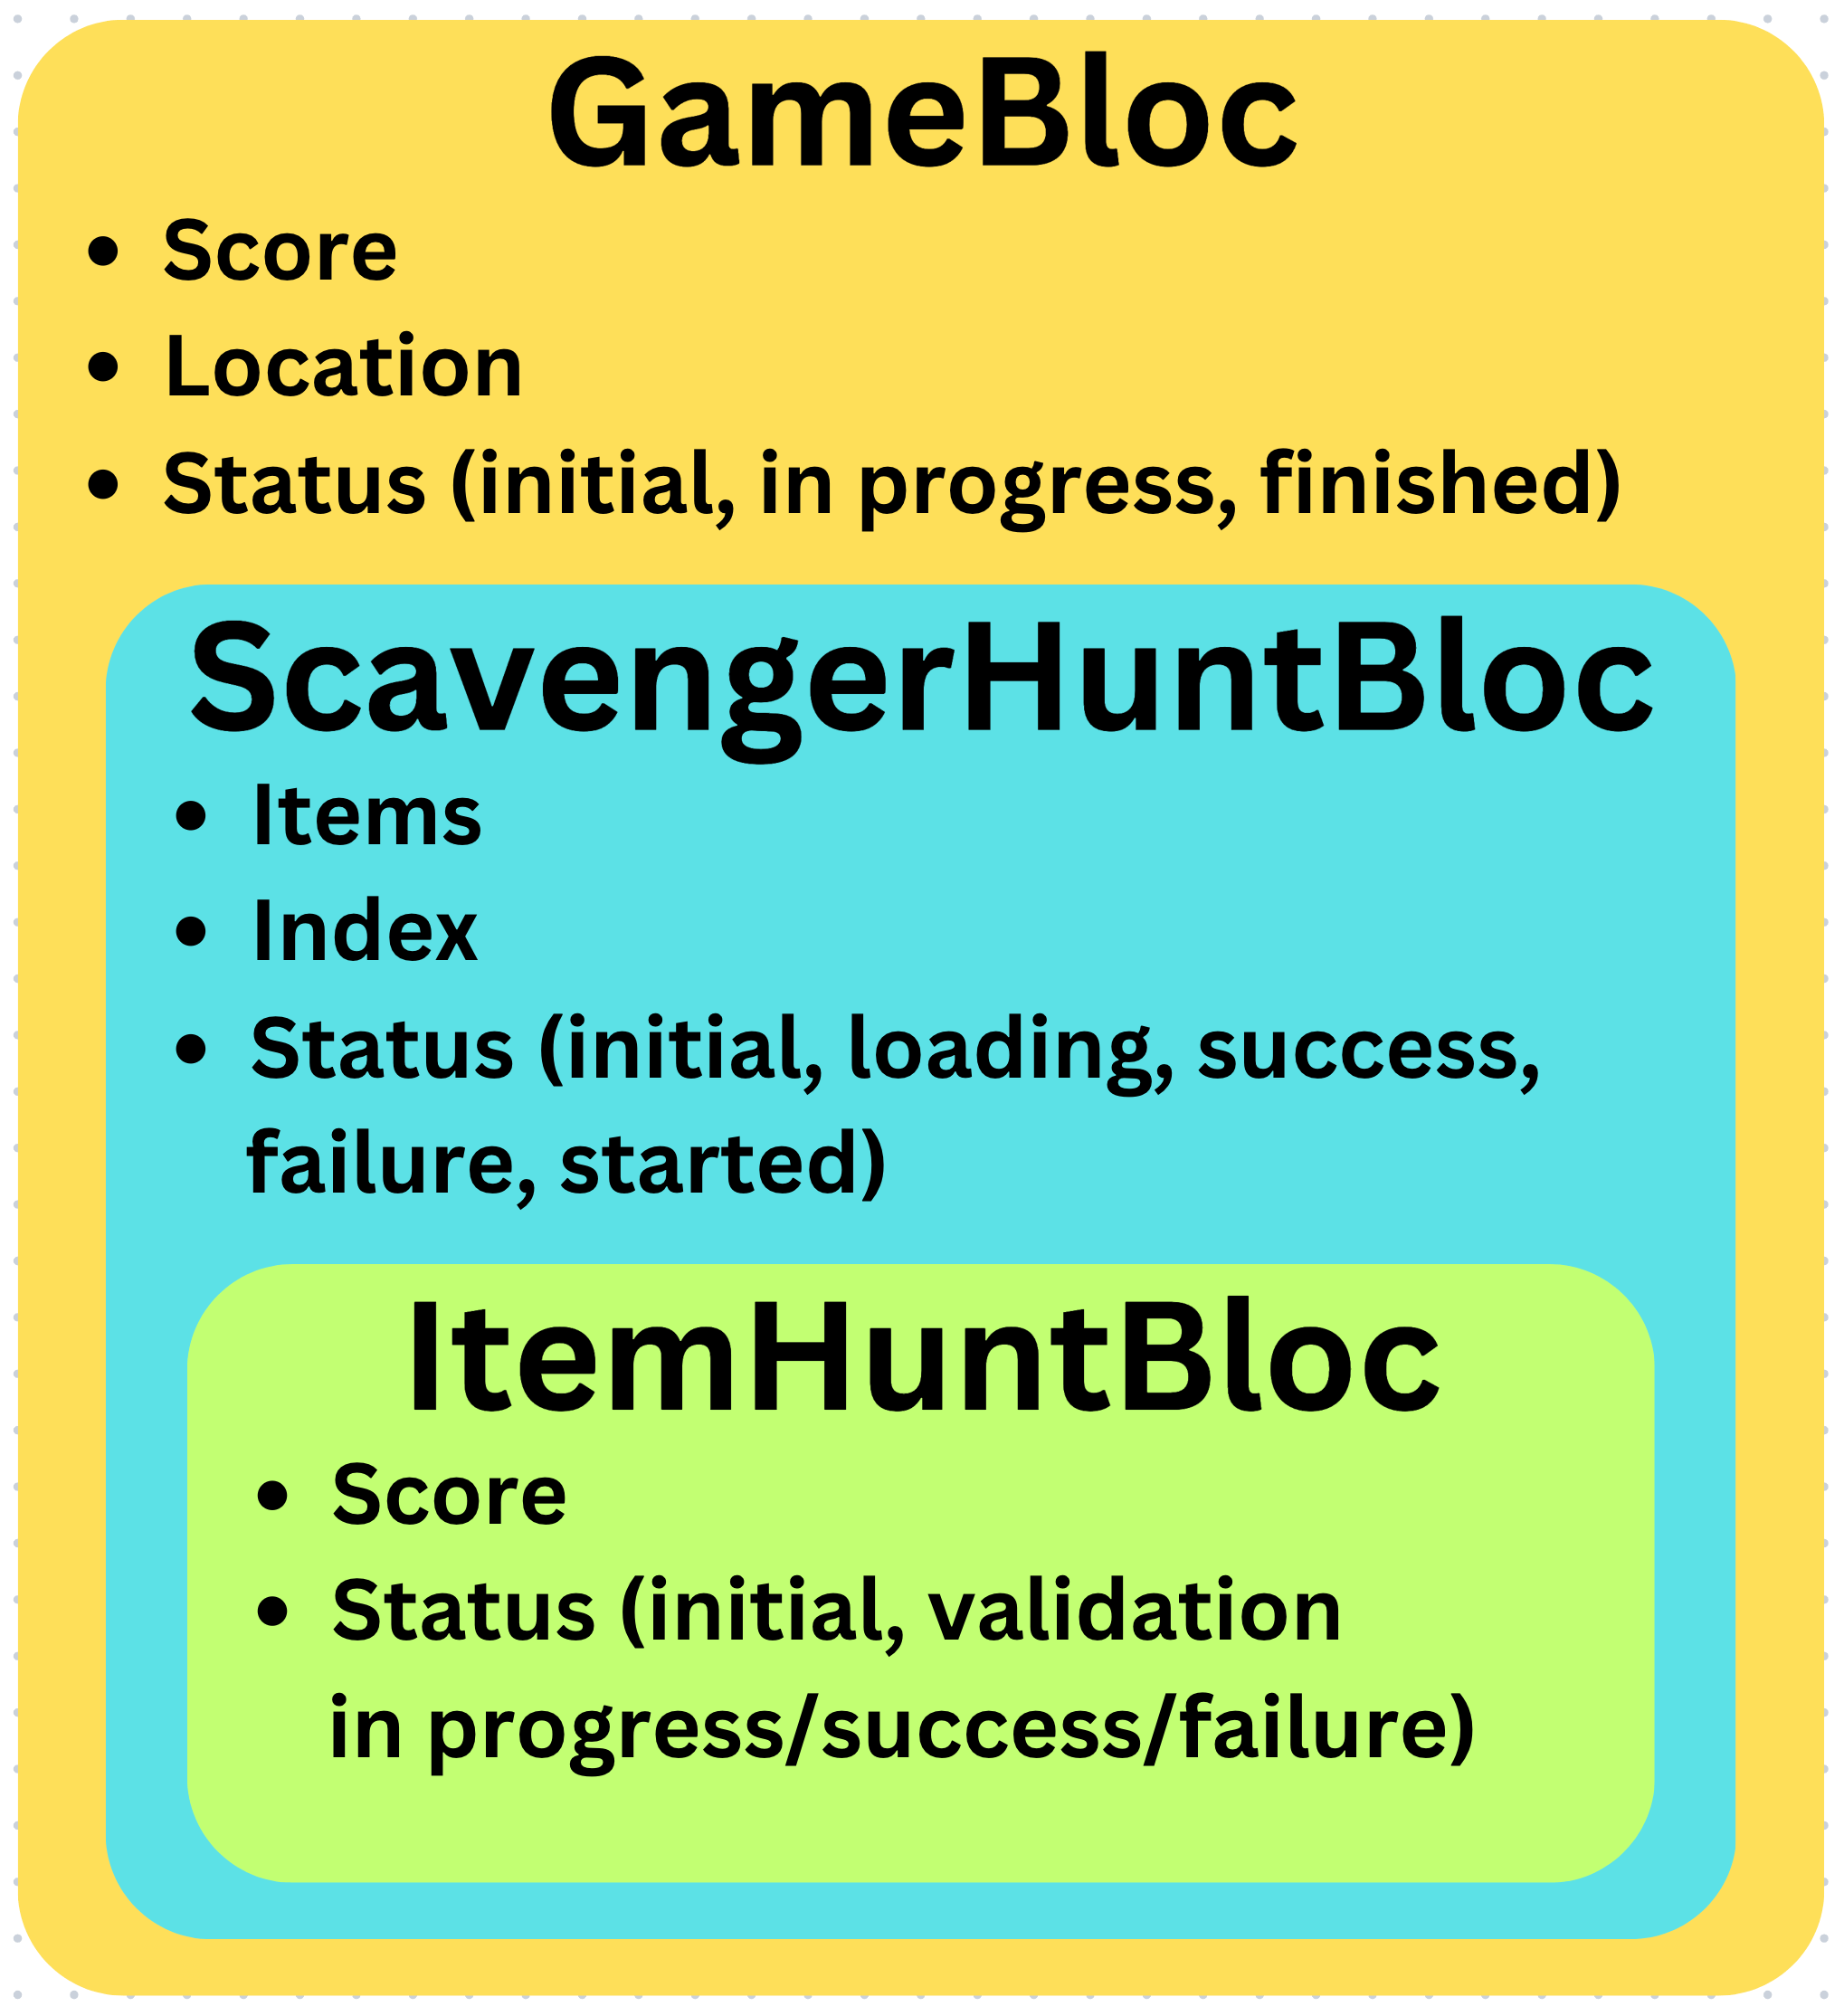 GameBloc
• Score
• Location
• Status (initial, in progress, finished)
ScavengerHuntBloc
• Items
• Index
• Status (initial, loading, success,
failure, started)
ItemHuntBloc
• Score
• Status (initial, validation
in progress/success/failure)